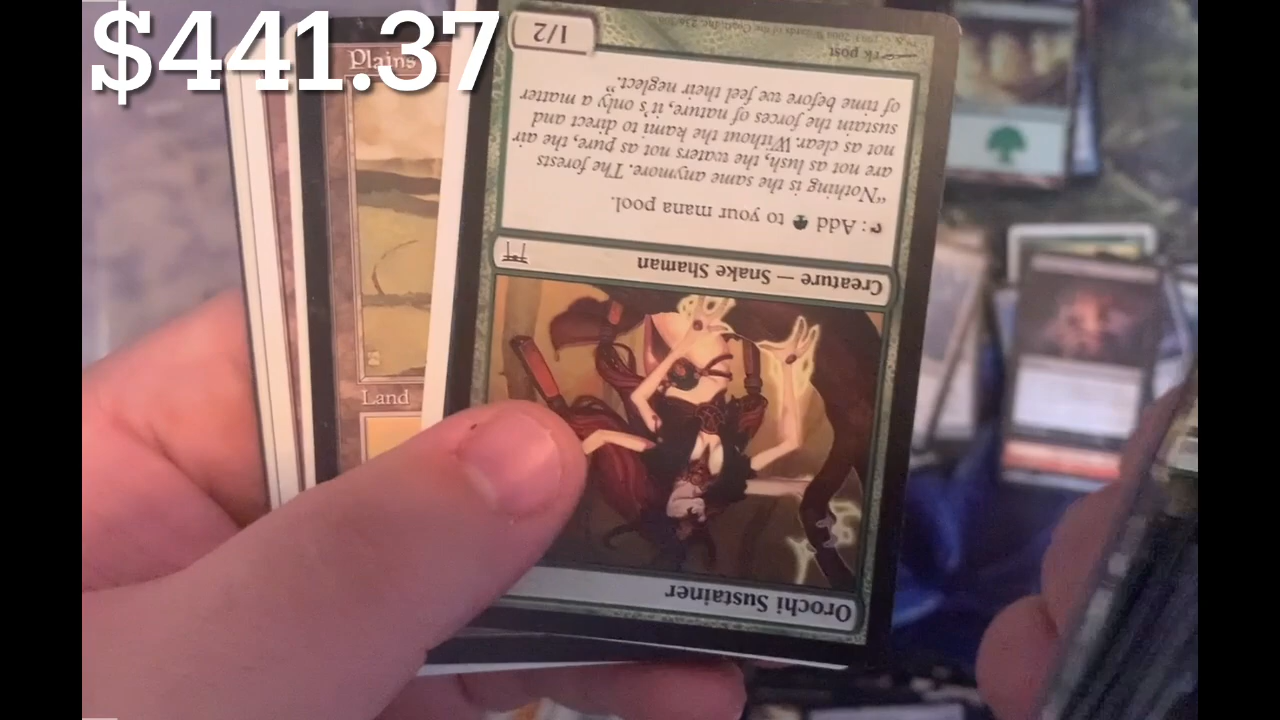 $441.37
Plains
Land
Orochi Sustainer
Creature — Snake Shaman
: Add to your mana pool.
“Nothing is the same anymore. The forests
are not as lush, the waters not as pure, the air
not as clear. Without the kami to direct and
sustain the forces of nature, it's only a matter
of time before we feel their neglect.”
post
1/2